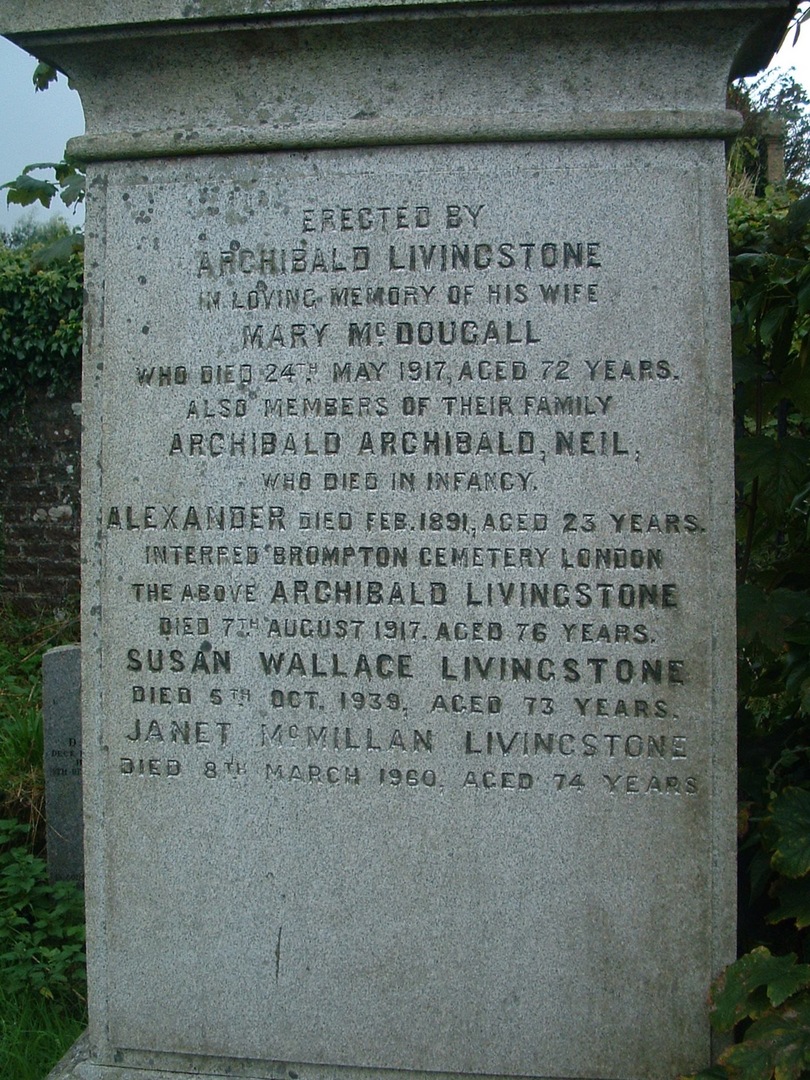 ERECTED BY
ARCHIBALD LIVINGSTONE
IN LOVING MEMORY OF HIS WIFE
MARY McDOUGALL
WHO DIED 24TH MAY 1917, AGED 72 YEARS.
ALSO MEMBERS OF THEIR FAMILY
ARCHIBALD ARCHIBALD, NEIL,
WHO DIED IN INFANCY.
ALEXANDER DIED FEB. 1891, AGED 23 YEARS.
INTERRED BROMPTON CEMETERY LONDON
THE ABOVE ARCHIBALD LIVINGSTONE
DIED 7TH AUGUST 1917. AGED 76 YEARS.
SUSAN WALLACE LIVINGSTONE
DIED 5TH OCT. 1939, AGED 73 YEARS.
JANET McMILLAN LIVINGSTONE
DIED 8TH MARCH 1960, AGED 74 YEARS